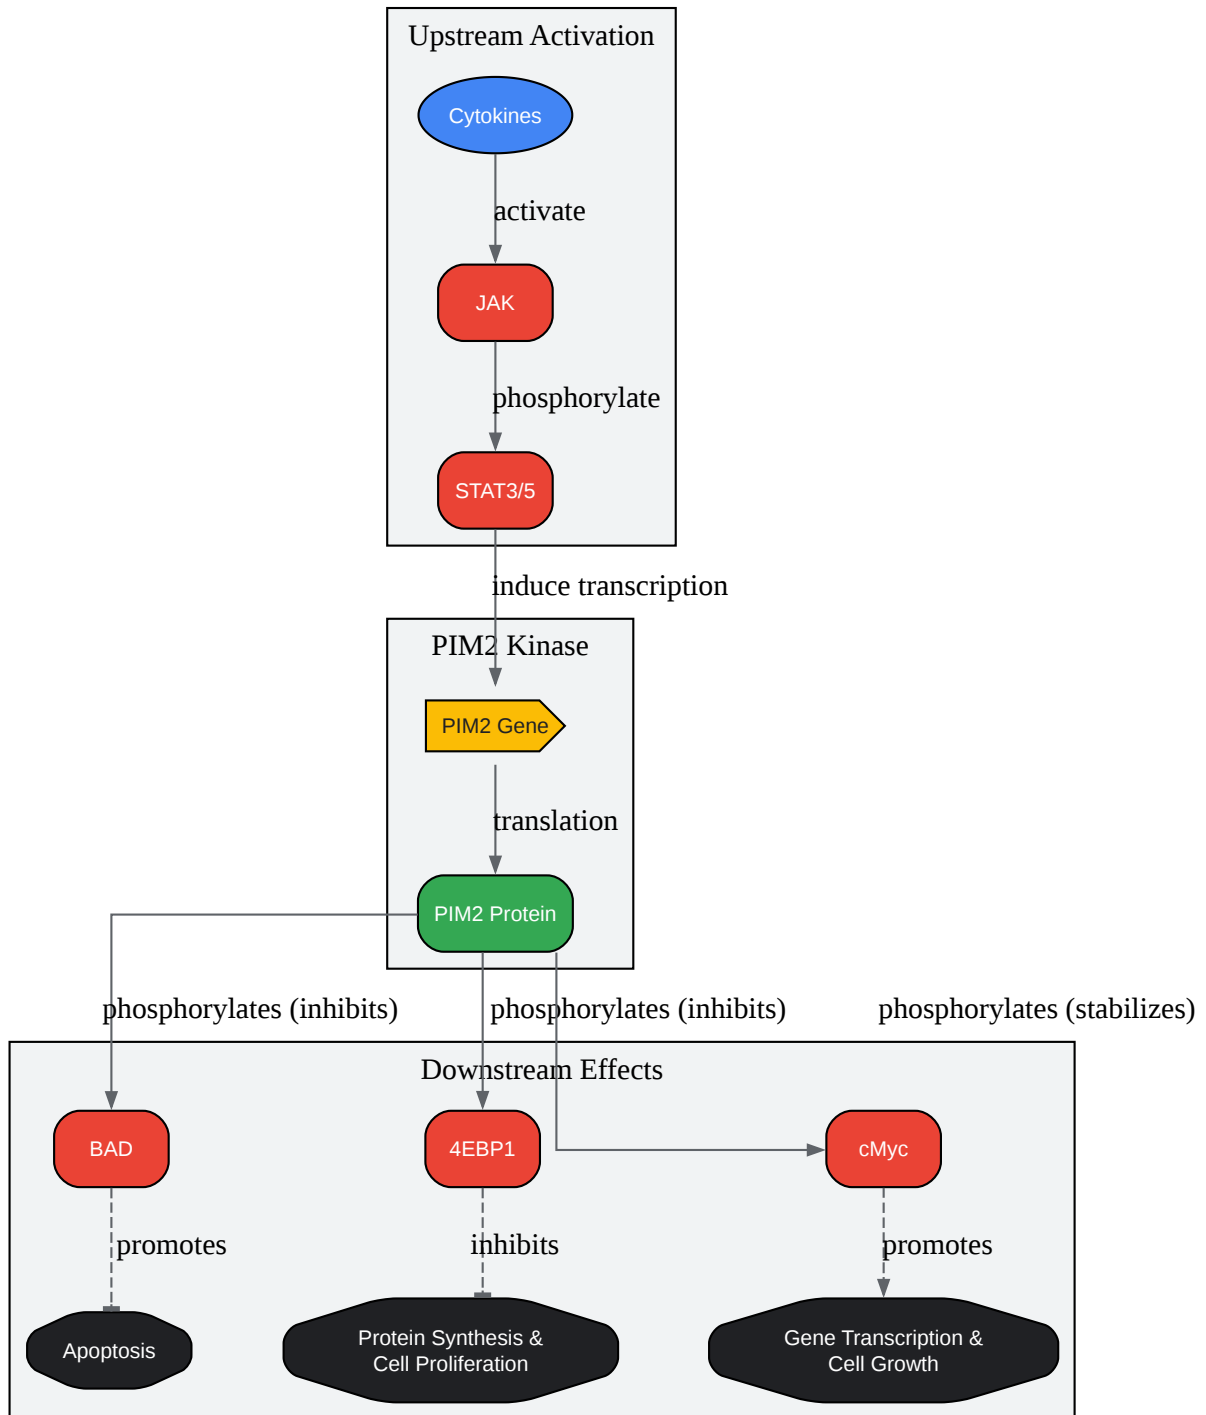 Upstream Activation
Cytokines
activate
JAK
phosphorylate
STAT3/5
induce transcription
PIM2 Kinase
PIM2 Gene
translation
PIM2 Protein
phosphorylates (inhibits)
phosphorylates (inhibits)
phosphorylates (stabilizes)
Downstream Effects
BAD
4EBP1
cMyc
promotes
inhibits
promotes
Apoptosis
Protein Synthesis &
Cell Proliferation
Gene Transcription &
Cell Growth